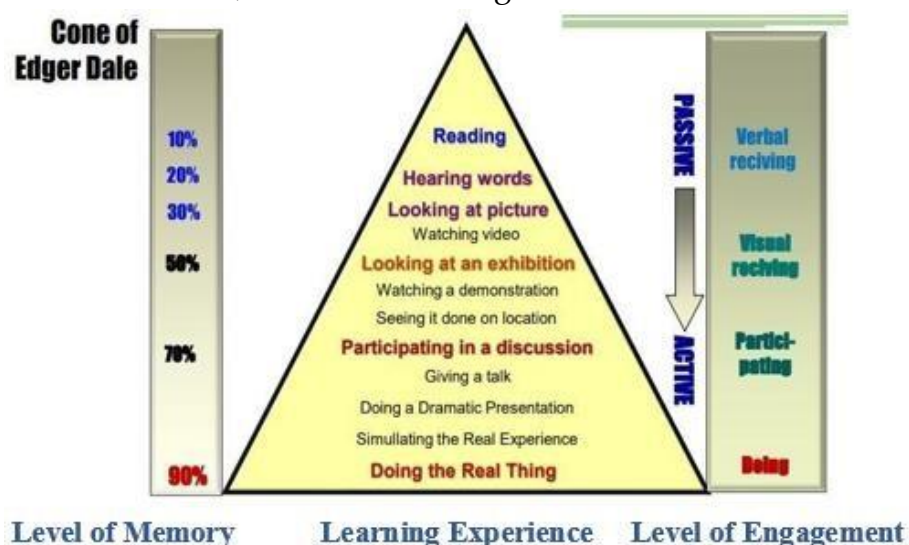 Cone of
Edger Dale
10%
20%
30%
50%
70%
90%
Reading
Hearing words
Looking at picture
Watching video
Looking at an exhibition
Watching a demonstration
Seeing it done on location
Participating in a discussion
Giving a talk
Doing a Dramatic Presentation
Simullating the Real Experience
Doing the Real Thing
PASSIVE
ACTIVE
Verbal
reciving
Visual
reciving
Partici-
pating
Doing
Level of Memory
Learning Experience
Level of Engagement